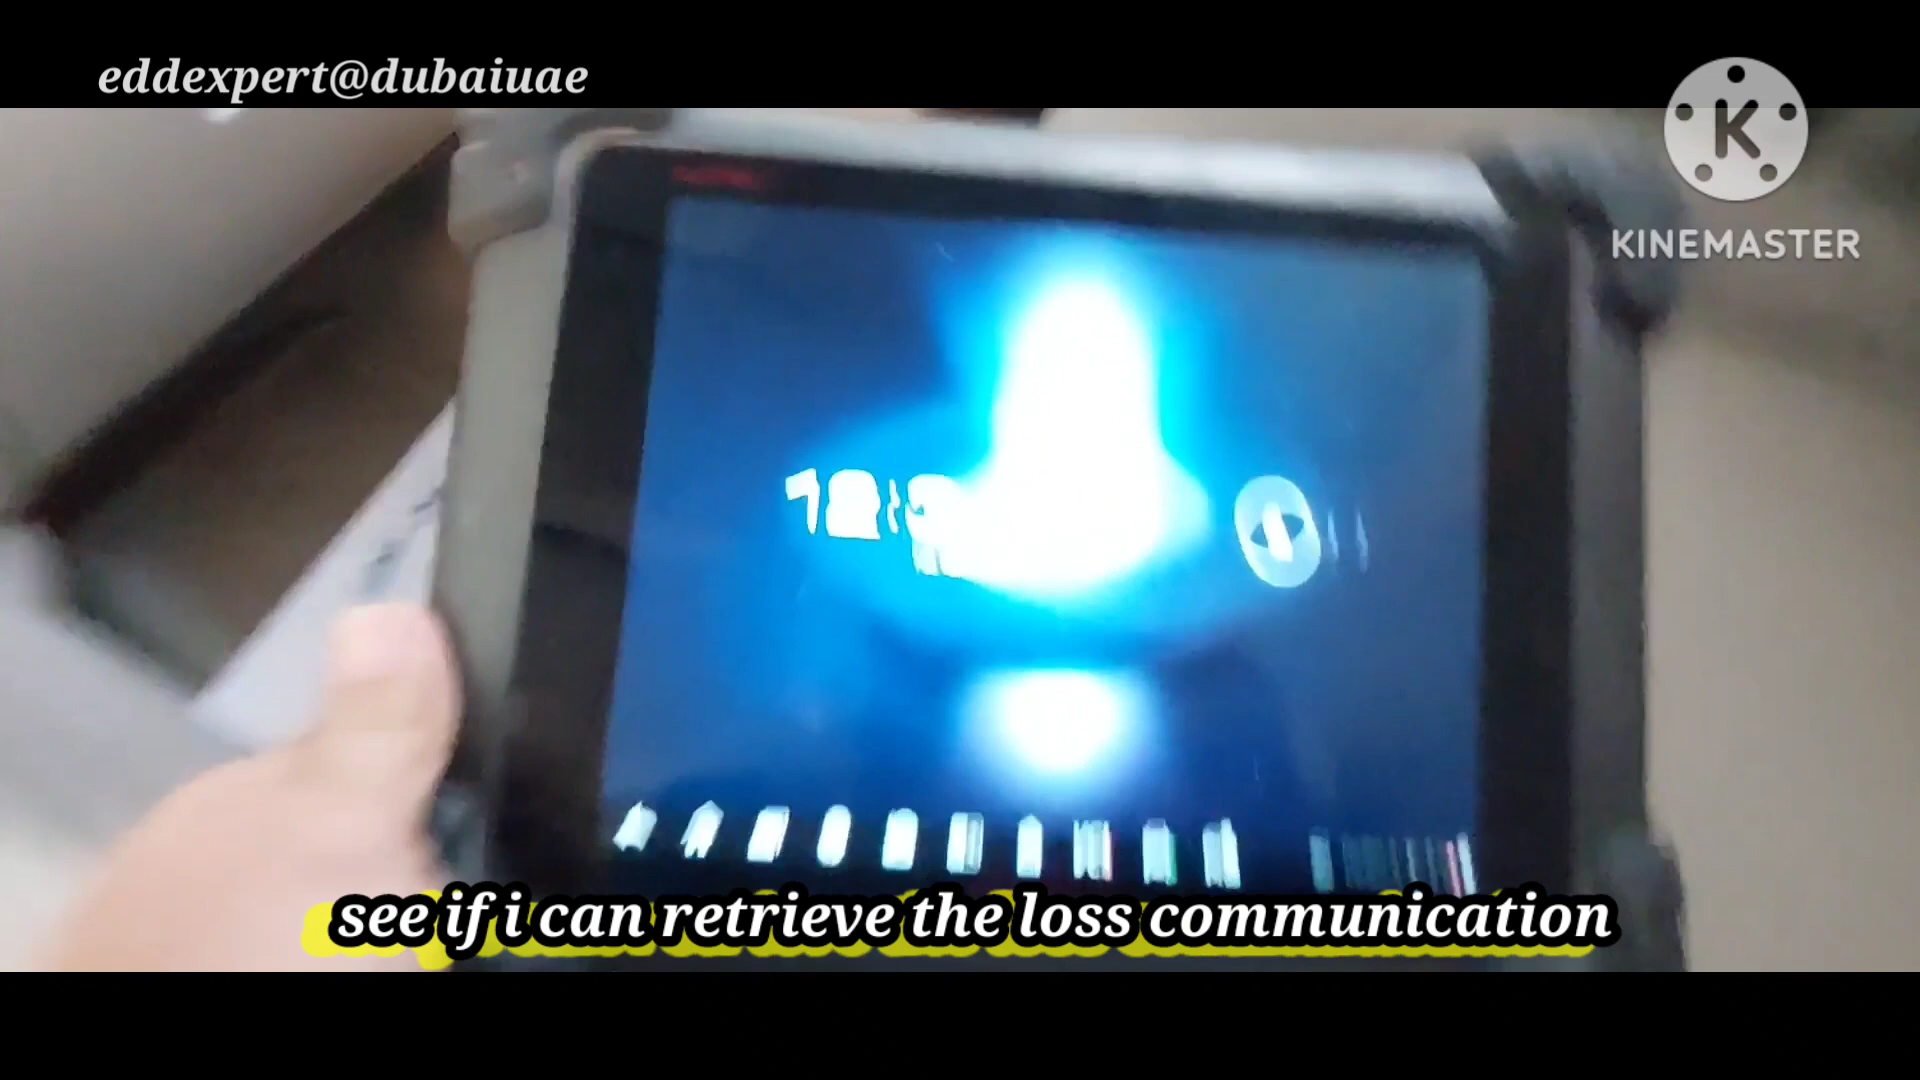 eddexpert@dubaiuae
KINEMASTER
see if i can retrieve the loss communication